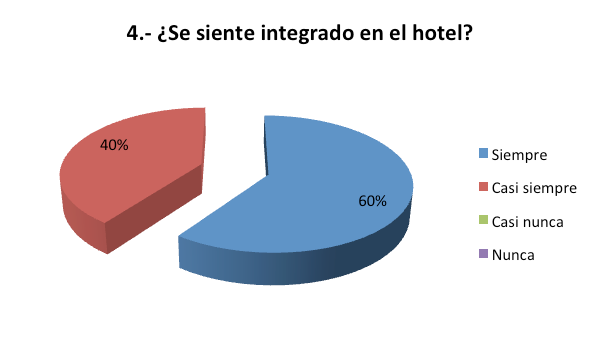 4.- ¿Se siente integrado en el hotel?
40%
60%
Siempre
Casi siempre
Casi nunca
Nunca